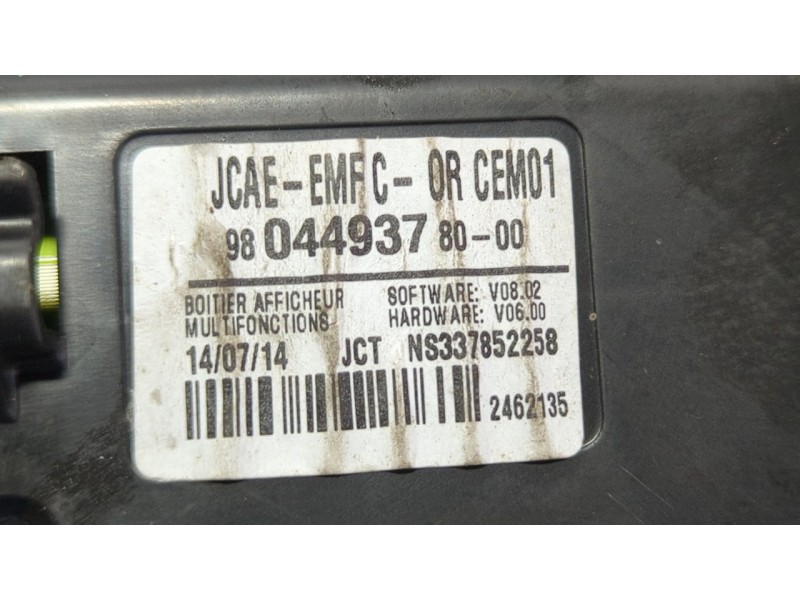 JCAE-EMF C- OR CEM01
98 044937 80-00
BOITIER AFFICHEUR SOFTWARE: V08.02
MULTIFONCTIONS HARDWARE: V06.00
14/07/14 JCT NS337852258
2462135